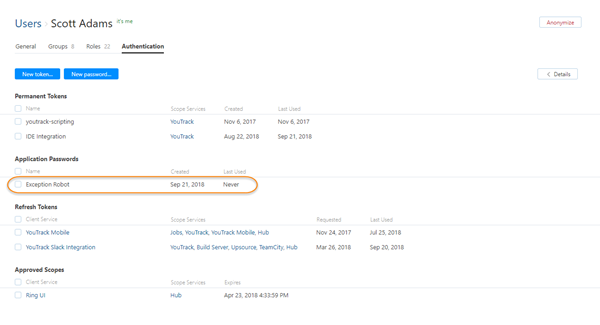 Users › Scott Adams it's me
Anonymize
General Groups 8 Roles 22 Authentication
New token... New password... < Details
Permanent Tokens
Name Scope Services Created Last Used
youtrack-scripting YouTrack Nov 6, 2017 Nov 6, 2017
IDE Integration YouTrack Aug 22, 2018 Sep 21, 2018
Application Passwords
Name Created Last Used
Exception Robot Sep 21, 2018 Never
Refresh Tokens
Client Service Scope Services Requested Last Used
YouTrack Mobile Jobs, YouTrack, YouTrack Mobile, Hub Nov 24, 2017 Jul 25, 2018
YouTrack Slack Integration YouTrack, Build Server, Upsource, TeamCity, Hub Mar 26, 2018 Sep 20, 2018
Approved Scopes
Client Service Scope Services Expires
Ring UI Hub Apr 23, 2018 4:33:59 PM